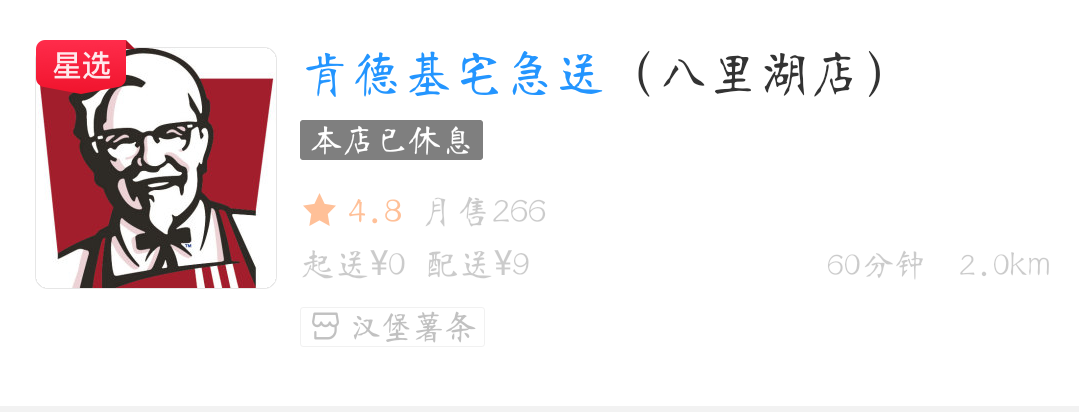 星选
肯德基宅急送（八里湖店）
本店已休息
4.8 月售266
起送¥0 配送¥9 60分钟 2.0km
汉堡薯条